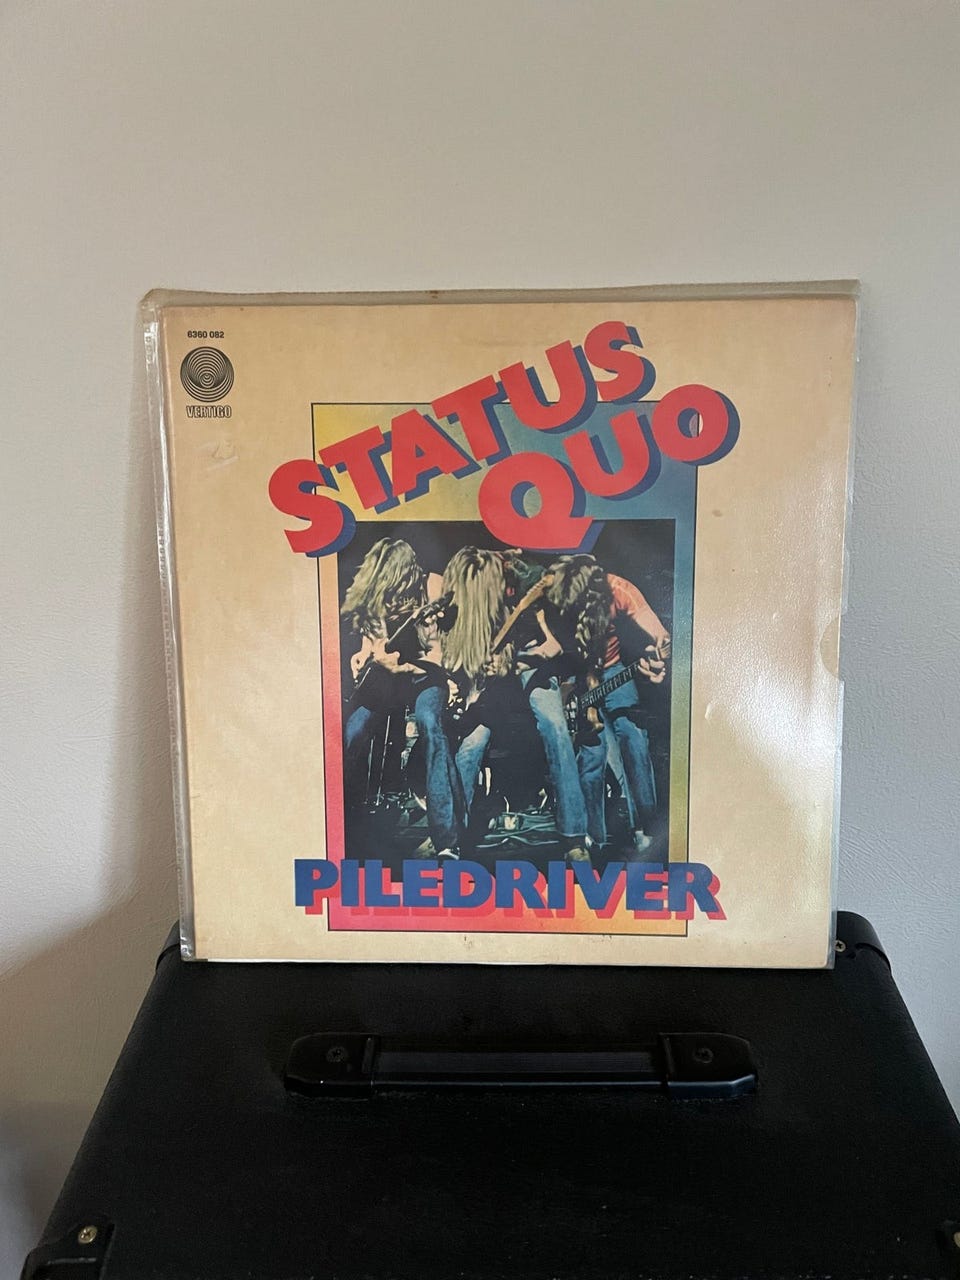 6360 082
VERTIGO
STATUS
QUO
PILEDRIVER